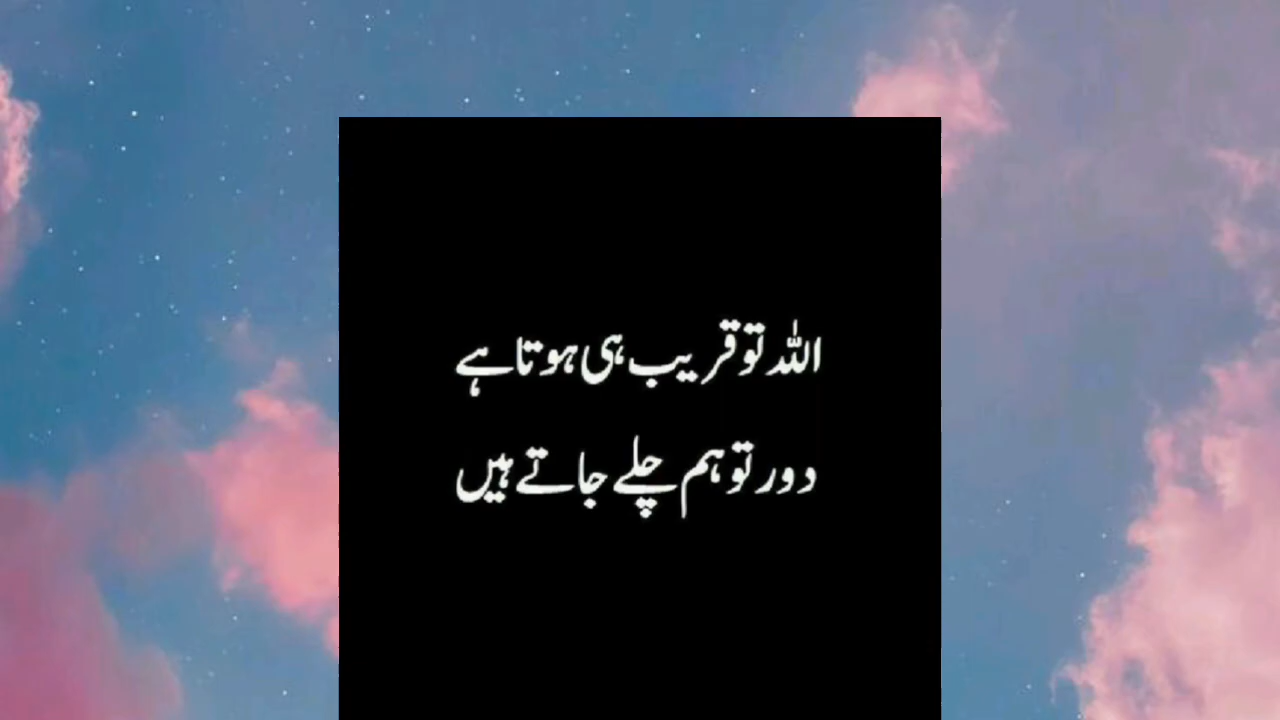 اللہ تو قریب ہی ہوتا ہے
دور تو ہم چلے جاتے ہیں